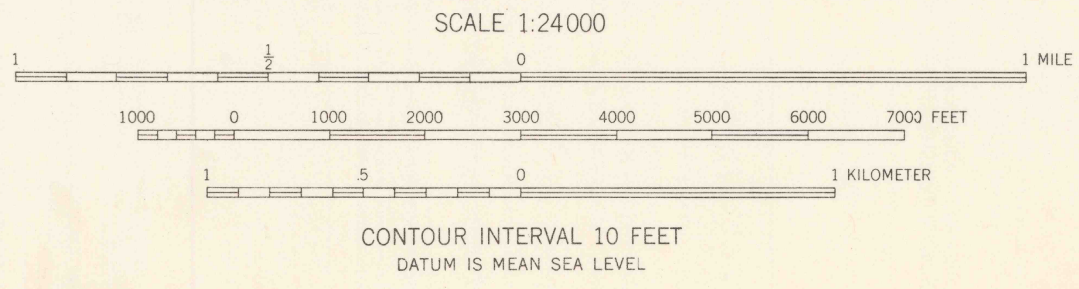 SCALE 1:24000
1 ½ 0 1 MILE
1000 0 1000 2000 3000 4000 5000 6000 7000 FEET
1 .5 0 1 KILOMETER
CONTOUR INTERVAL 10 FEET
DATUM IS MEAN SEA LEVEL